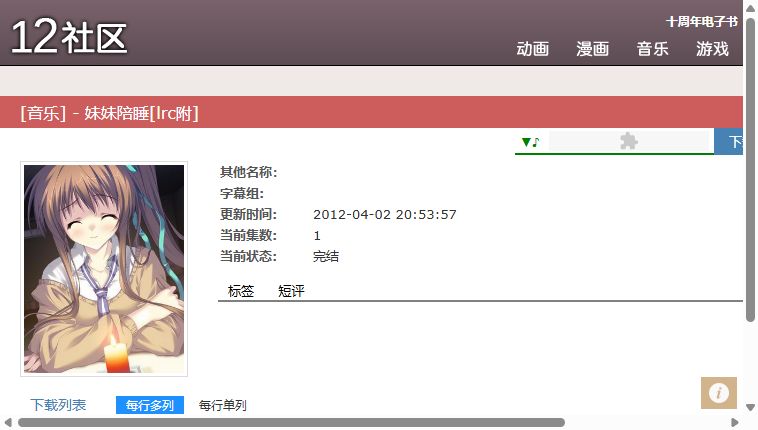 12社区
十周年电子书
动画 漫画 音乐 游戏
[音乐] - 妹妹陪睡[lrc附]
▼♪
其他名称:
字幕组:
更新时间: 2012-04-02 20:53:57
当前集数: 1
当前状态: 完结
标签 短评
下载列表 每行多列 每行单列